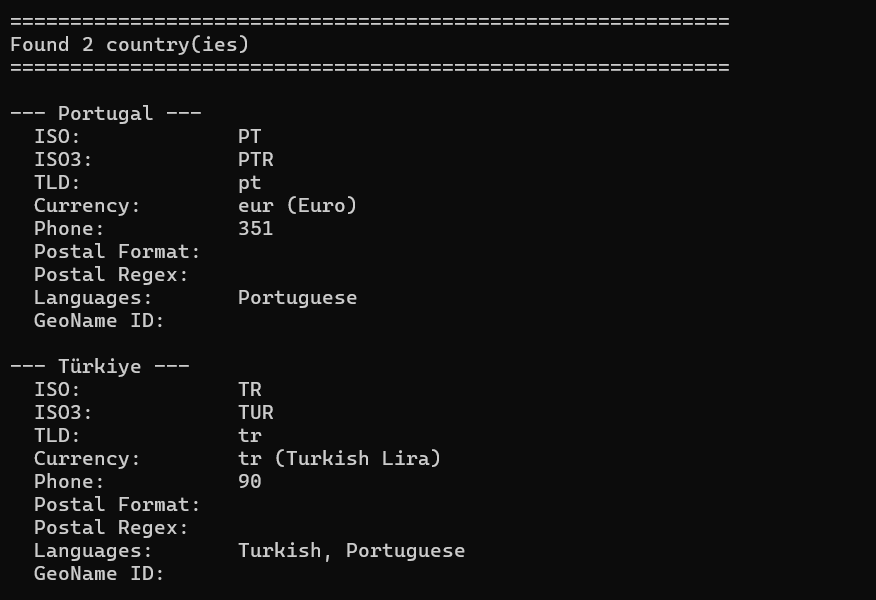 ============================================================
Found 2 country(ies)
============================================================
--- Portugal ---
ISO: PT
ISO3: PTR
TLD: pt
Currency: eur (Euro)
Phone: 351
Postal Format:
Postal Regex:
Languages: Portuguese
GeoName ID:
--- Türkiye ---
ISO: TR
ISO3: TUR
TLD: tr
Currency: tr (Turkish Lira)
Phone: 90
Postal Format:
Postal Regex:
Languages: Turkish, Portuguese
GeoName ID: